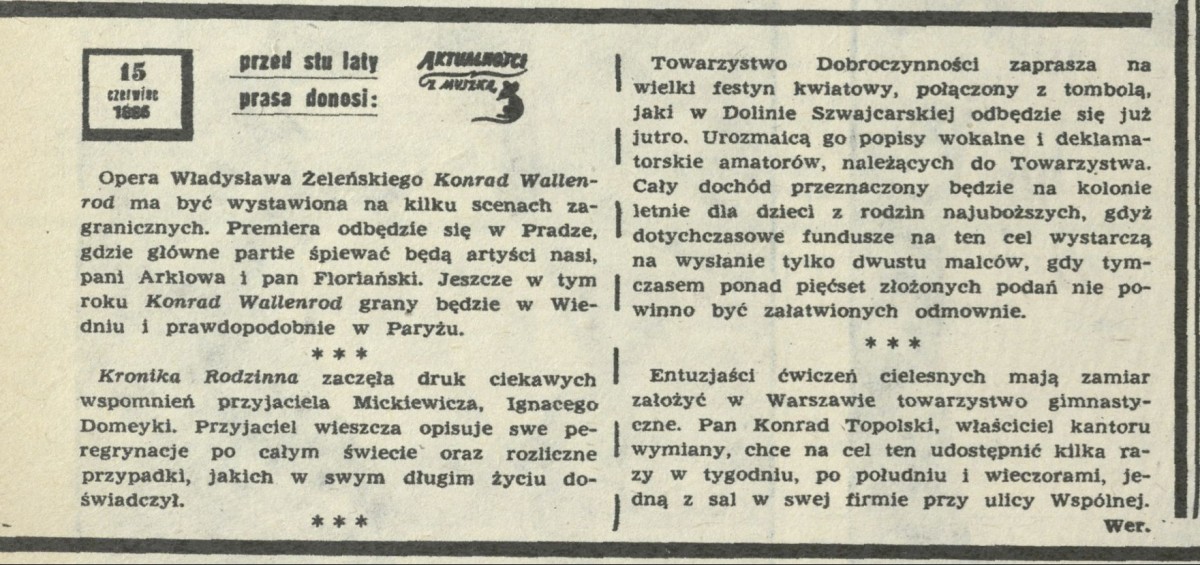 15
czerwiec
1886
przed stu laty
prasa donosi:
AKTUALNOŚCI
Z MYSZKĄ
Opera Władysława Żeleńskiego Konrad Wallen-
rod ma być wystawiona na kilku scenach za-
granicznych. Premiera odbędzie się w Pradze,
gdzie główne partie śpiewać będą artyści nasi,
pani Arklowa i pan Floriański. Jeszcze w tym
roku Konrad Wallenrod grany będzie w Wie-
dniu i prawdopodobnie w Paryżu.
* * *
Kronika Rodzinna zaczęła druk ciekawych
wspomnień przyjaciela Mickiewicza, Ignacego
Domeyki. Przyjaciel wieszcza opisuje swe pe-
regrynacje po całym świecie oraz rozliczne
przypadki, jakich w swym długim życiu do-
świadczył.
* * *
Towarzystwo Dobroczynności zaprasza na
wielki festyn kwiatowy, połączony z tombolą,
jaki w Dolinie Szwajcarskiej odbędzie się już
jutro. Urozmaicą go popisy wokalne i deklama-
torskie amatorów, należących do Towarzystwa.
Cały dochód przeznaczony będzie na kolonie
letnie dla dzieci z rodzin najuboższych, gdyż
dotychczasowe fundusze na ten cel wystarczą
na wysłanie tylko dwustu malców, gdy tym-
czasem ponad pięćset złożonych podań nie po-
winno być załatwionych odmownie.
* * *
Entuzjaści ćwiczeń cielesnych mają zamiar
założyć w Warszawie towarzystwo gimnasty-
czne. Pan Konrad Topolski, właściciel kantoru
wymiany, chce na cel ten udostępnić kilka ra-
zy w tygodniu, po południu i wieczorami, je-
dną z sal w swej firmie przy ulicy Wspólnej.
Wer.